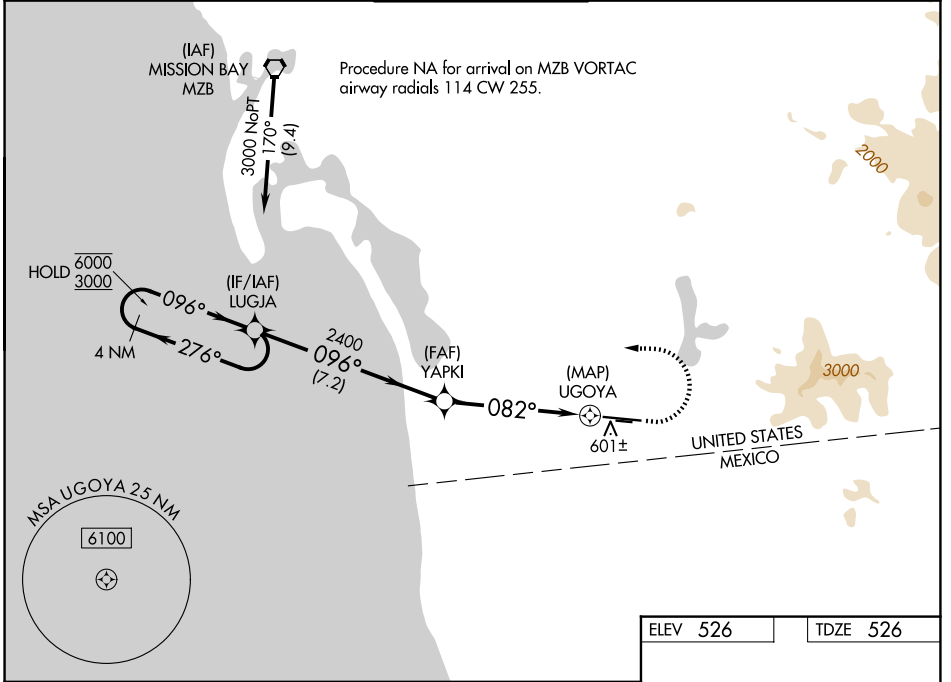 (IAF)
MISSION BAY
MZB
Procedure NA for arrival on MZB VORTAC
airway radials 114 CW 255.
3000 NoPT
170°
(9.4)
2000
HOLD 6000
3000
096°
(IF/IAF)
LUGJA
4 NM
276°
2400
096°
(7.2)
(FAF)
YAPKI
082°
(MAP)
UGOYA
601±
3000
UNITED STATES
MEXICO
MSA UGOYA 25 NM
6100
ELEV 526
TDZE 526